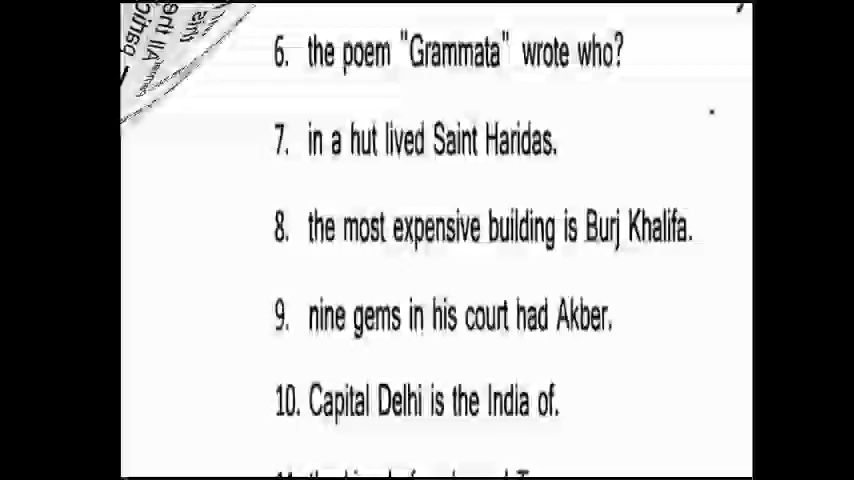 6. the poem "Grammata" wrote who?
7. in a hut lived Saint Haridas.
8. the most expensive building is Burj Khalifa.
9. nine gems in his court had Akber.
10. Capital Delhi is the India of.